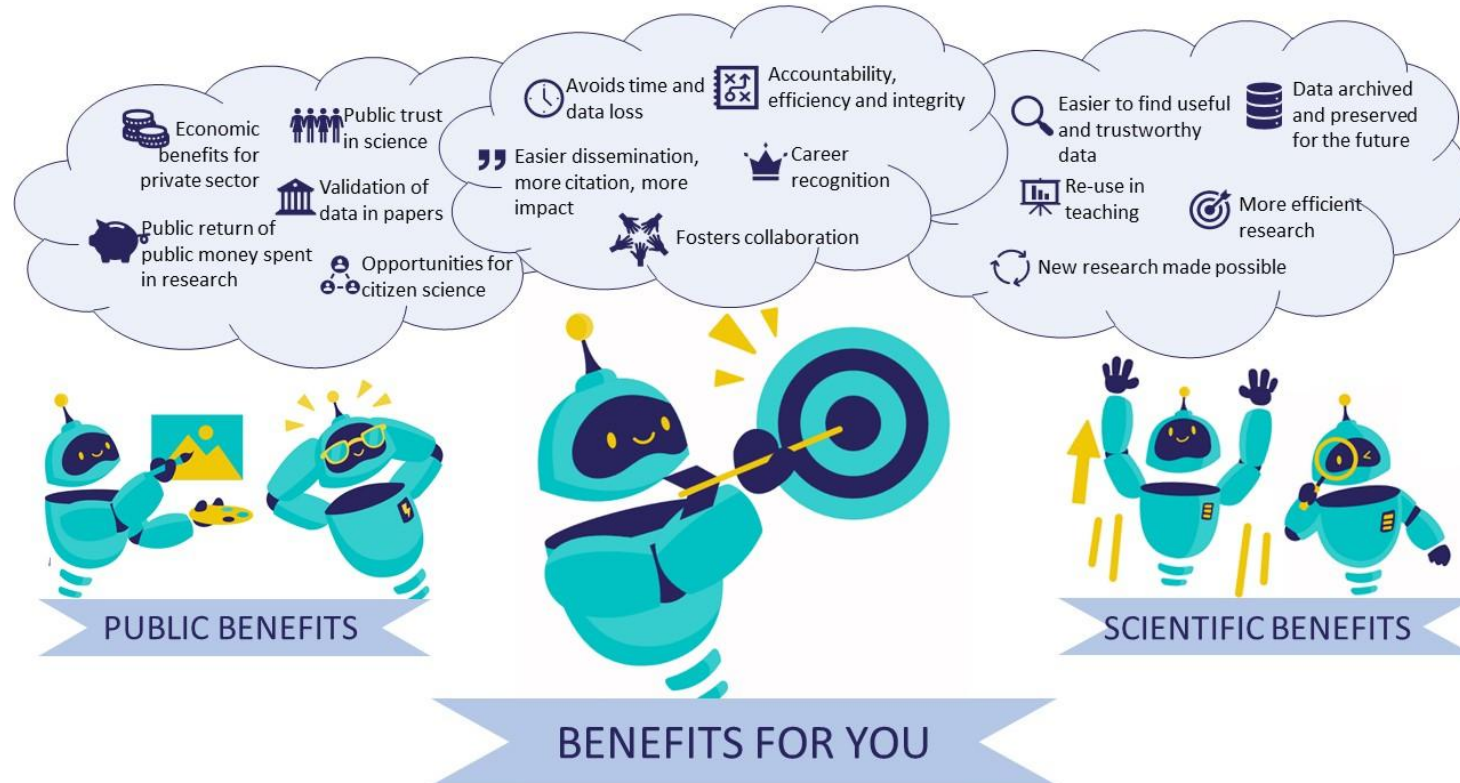 Economic
benefits for
private sector
Public trust
in science
Validation of
data in papers
Public return of
public money spent
in research
Opportunities for
citizen science
Avoids time and
data loss
Accountability,
efficiency and integrity
Easier dissemination,
more citation, more
impact
Career
recognition
Fosters collaboration
Easier to find useful
and trustworthy
data
Data archived
and preserved
for the future
Re-use in
teaching
More efficient
research
New research made possible
PUBLIC BENEFITS
BENEFITS FOR YOU
SCIENTIFIC BENEFITS